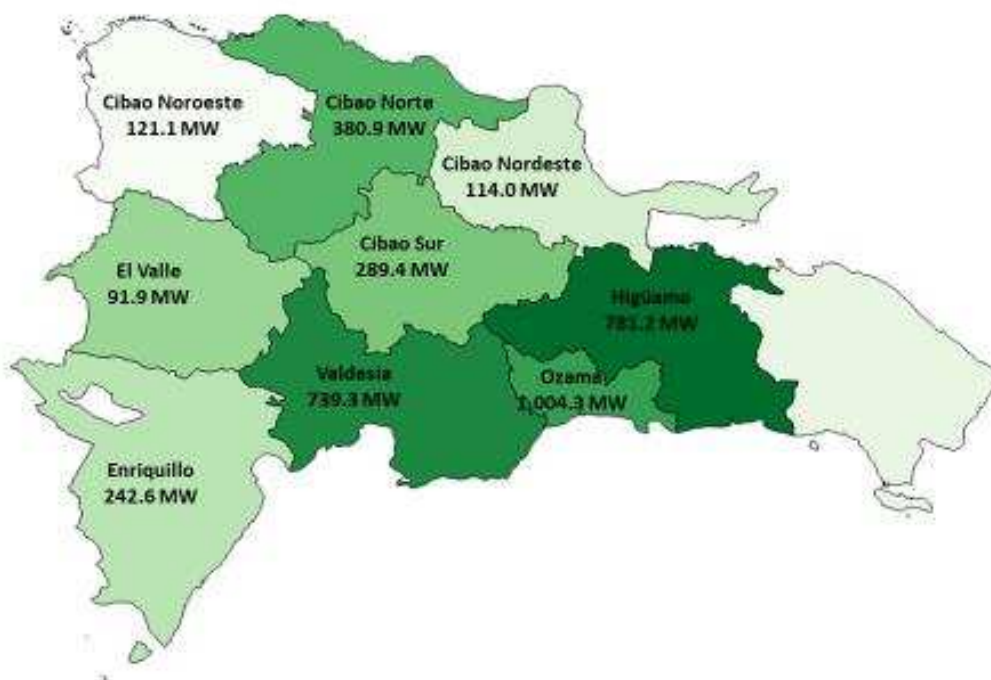 Cibao Noroeste
121.1 MW
Cibao Norte
380.9 MW
Cibao Nordeste
114.0 MW
Cibao Sur
289.4 MW
El Valle
91.9 MW
Higüamo
781.2 MW
Valdesia
739.3 MW
Ozama
1,004.3 MW
Enriquillo
242.6 MW